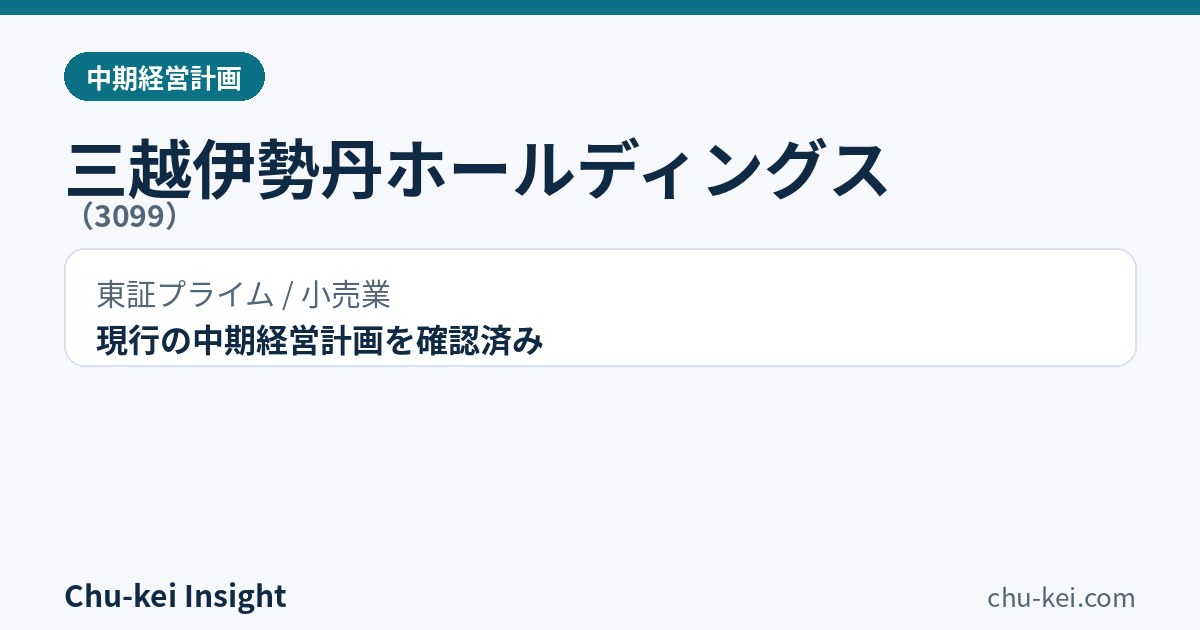 中期経営計画
三越伊勢丹ホールディングス
（3099）
東証プライム / 小売業
現行の中期経営計画を確認済み
Chu-kei Insight
chu-kei.com